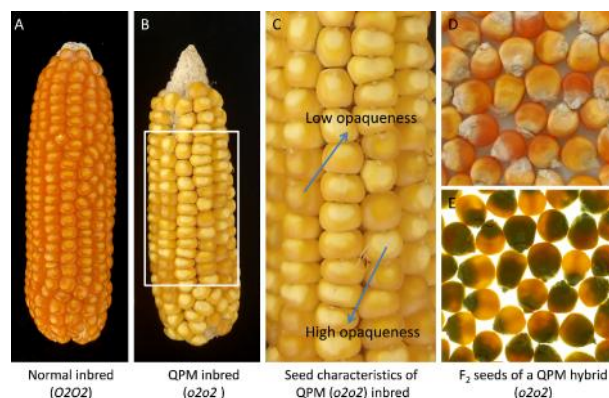 A
B
C
D
E
Low opaqueness
High opaqueness
Normal inbred
(O2O2)
QPM inbred
(o2o2 )
Seed characteristics of
QPM (o2o2) inbred
F₂ seeds of a QPM hybrid
(o2o2)